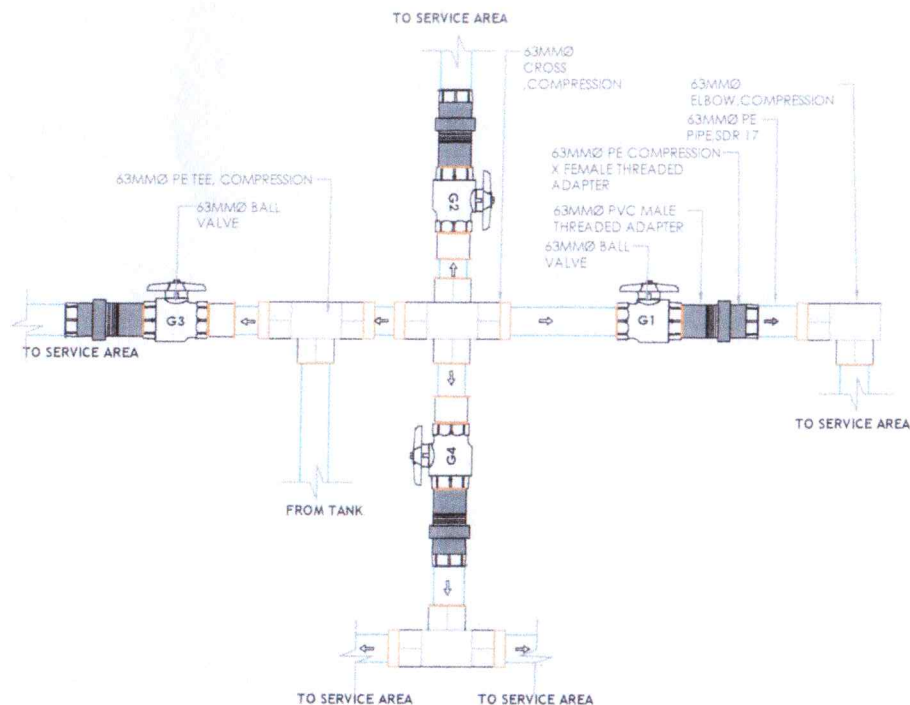 TO SERVICE AREA
63MMØ
CROSS
,COMPRESSION
63MMØ
ELBOW,COMPRESSION
63MMØ PE
PIPE,SDR 17
63MMØ PE COMPRESSION
X FEMALE THREADED
ADAPTER
63MMØ PE TEE, COMPRESSION
63MMØ BALL
VALVE
63MMØ PVC MALE
THREADED ADAPTER
63MMØ BALL
VALVE
G2
G3
G1
TO SERVICE AREA
TO SERVICE AREA
G4
FROM TANK
TO SERVICE AREA
TO SERVICE AREA